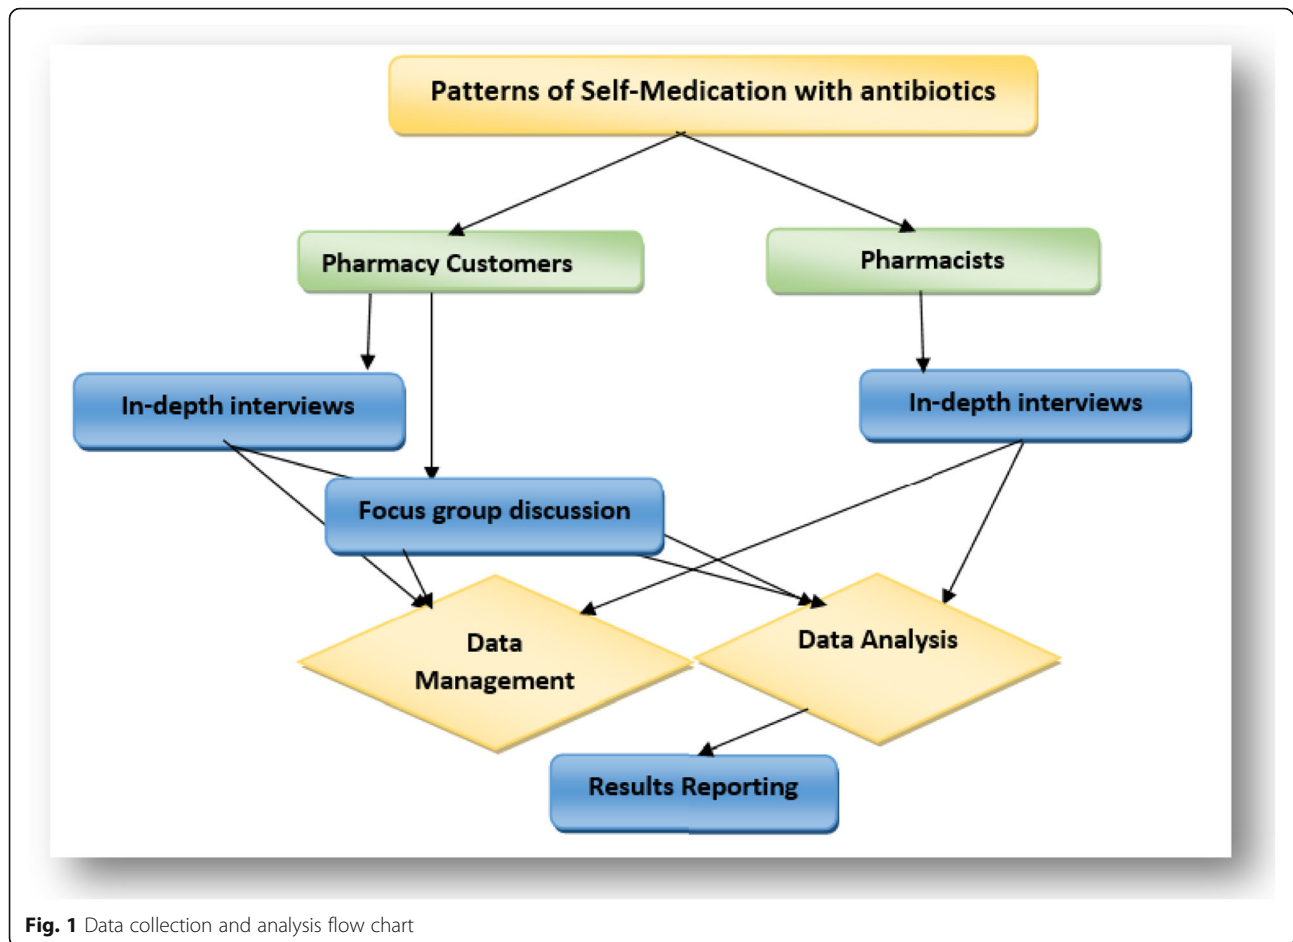 Patterns of Self-Medication with antibiotics
Pharmacy Customers
Pharmacists
In-depth interviews
In-depth interviews
Focus group discussion
Data
Management
Data Analysis
Results Reporting
Fig. 1 Data collection and analysis flow chart